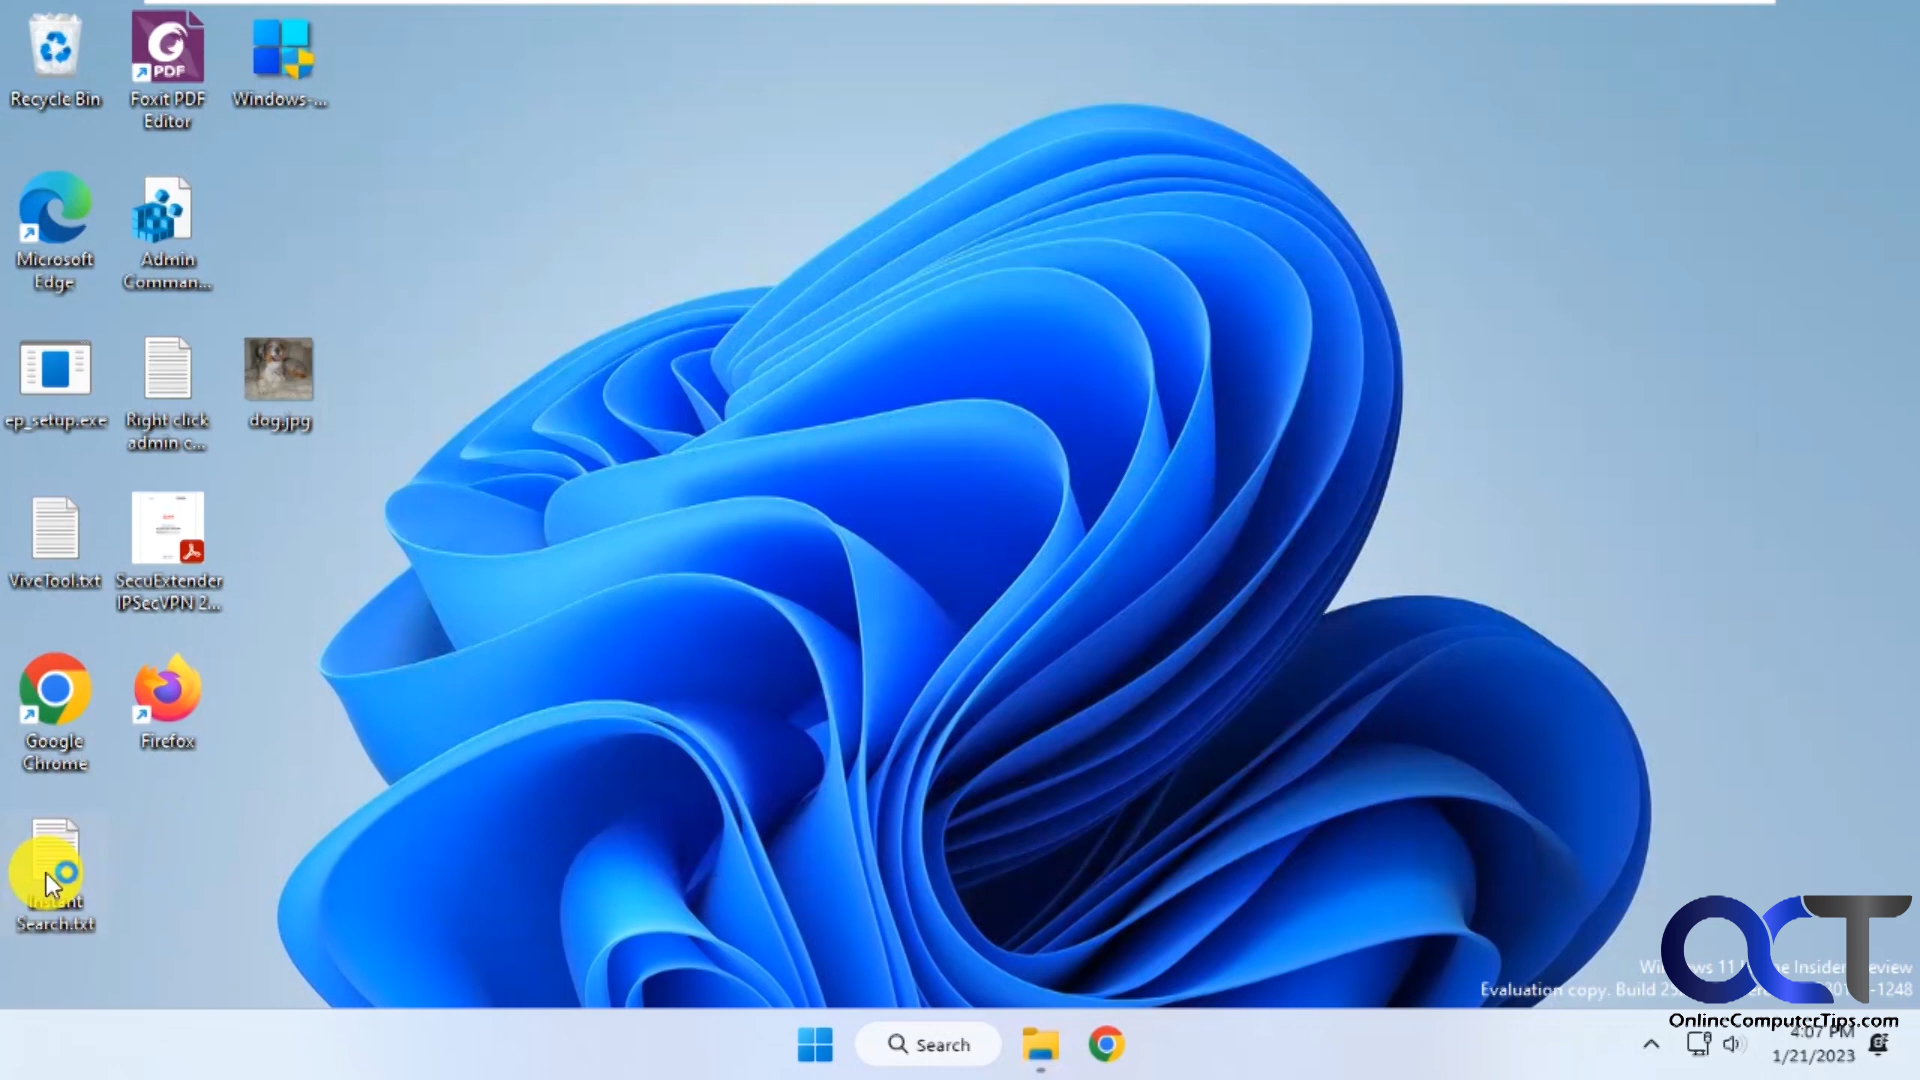 Recycle Bin
Foxit PDF
Editor
Windows-...
PDF
Microsoft
Edge
Admin
Comman...
ep_setup.exe
Right click
admin c...
dog.jpg
ViveTool.txt
SecuExtender
IPSecVPN 2...
Google
Chrome
Firefox
Instant
Search.txt
OCT
Windows 11 Insider Preview
Evaluation copy. Build -1248
OnlineComputerTips.com
Search
4:07 PM
1/21/2023